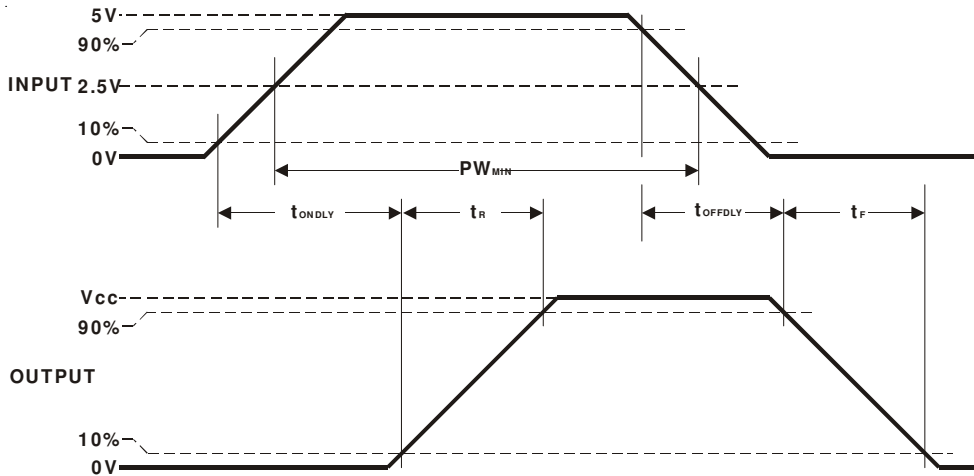 5V
90%
INPUT 2.5V
10%
0V
PWMIN
tONDLY tR tOFFDLY tF
Vcc
90%
OUTPUT
10%
0V